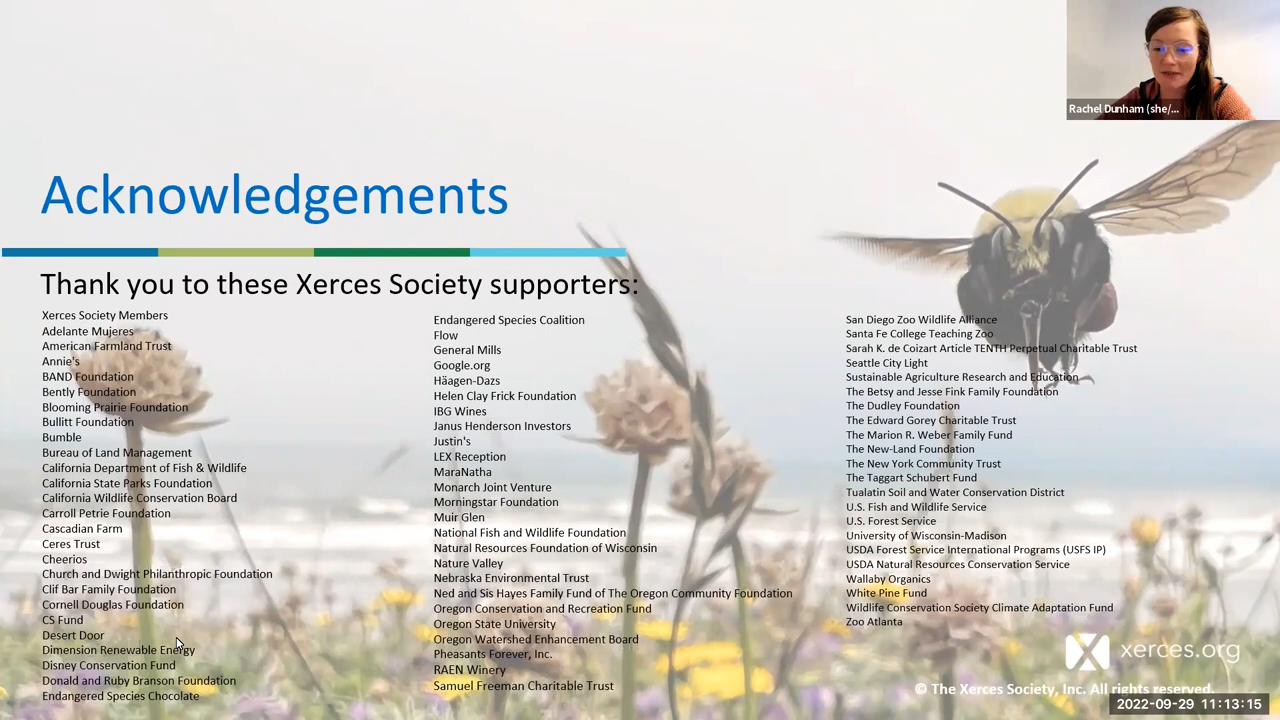 Rachel Dunham (she/...
Acknowledgements
Thank you to these Xerces Society supporters:
Xerces Society Members
Adelante Mujeres
American Farmland Trust
Annie's
BAND Foundation
Bently Foundation
Blooming Prairie Foundation
Bullitt Foundation
Bumble
Bureau of Land Management
California Department of Fish & Wildlife
California State Parks Foundation
California Wildlife Conservation Board
Carroll Petrie Foundation
Cascadian Farm
Ceres Trust
Cheerios
Church and Dwight Philanthropic Foundation
Clif Bar Family Foundation
Cornell Douglas Foundation
CS Fund
Desert Door
Dimension Renewable Energy
Disney Conservation Fund
Donald and Ruby Branson Foundation
Endangered Species Chocolate
Endangered Species Coalition
Flow
General Mills
Google.org
Häagen-Dazs
Helen Clay Frick Foundation
IBG Wines
Janus Henderson Investors
Justin's
LEX Reception
MaraNatha
Monarch Joint Venture
Morningstar Foundation
Muir Glen
National Fish and Wildlife Foundation
Natural Resources Foundation of Wisconsin
Nature Valley
Nebraska Environmental Trust
Ned and Sis Hayes Family Fund of The Oregon Community Foundation
Oregon Conservation and Recreation Fund
Oregon State University
Oregon Watershed Enhancement Board
Pheasants Forever, Inc.
RAEN Winery
Samuel Freeman Charitable Trust
San Diego Zoo Wildlife Alliance
Santa Fe College Teaching Zoo
Sarah K. de Coizart Article TENTH Perpetual Charitable Trust
Seattle City Light
Sustainable Agriculture Research and Education
The Betsy and Jesse Fink Family Foundation
The Dudley Foundation
The Edward Gorey Charitable Trust
The Marion R. Weber Family Fund
The New-Land Foundation
The New York Community Trust
The Taggart Schubert Fund
Tualatin Soil and Water Conservation District
U.S. Fish and Wildlife Service
U.S. Forest Service
University of Wisconsin-Madison
USDA Forest Service International Programs (USFS IP)
USDA Natural Resources Conservation Service
Wallaby Organics
White Pine Fund
Wildlife Conservation Society Climate Adaptation Fund
Zoo Atlanta
xerces.org
© The Xerces Society, Inc. All rights reserved.
2022-09-29 11:13:15